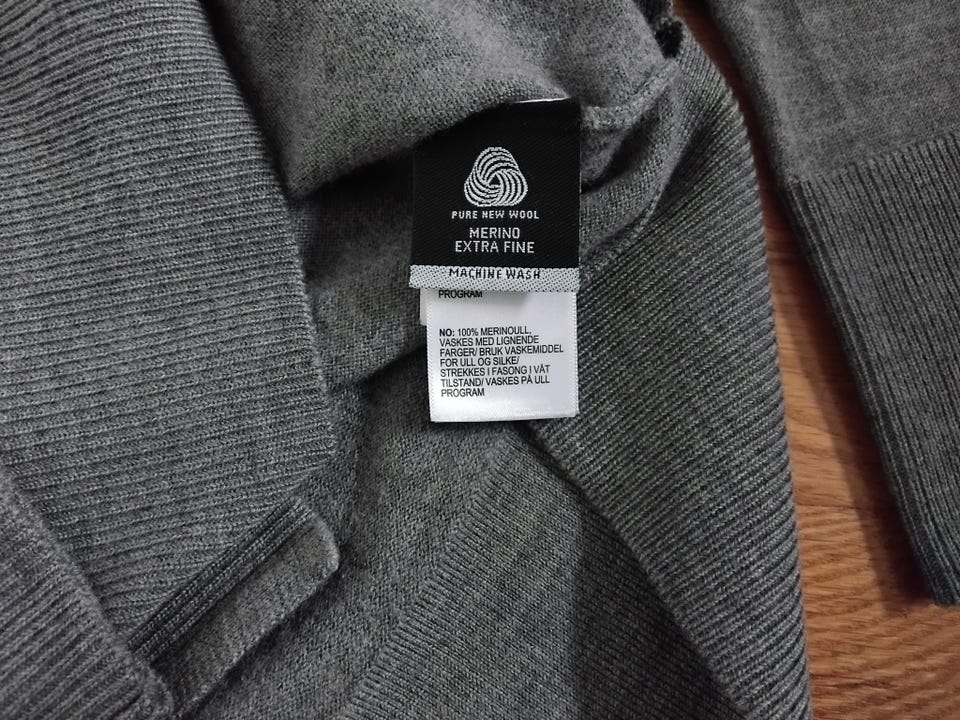 PURE NEW WOOL
MERINO
EXTRA FINE
MACHINE WASH
PROGRAM
NO: 100% MERINOULL,
VASKES MED LIGNENDE
FARGER/ BRUK VASKEMIDDEL
FOR ULL OG SILKE/
STREKKES I FASONG I VÅT
TILSTAND/ VASKES PÅ ULL
PROGRAM